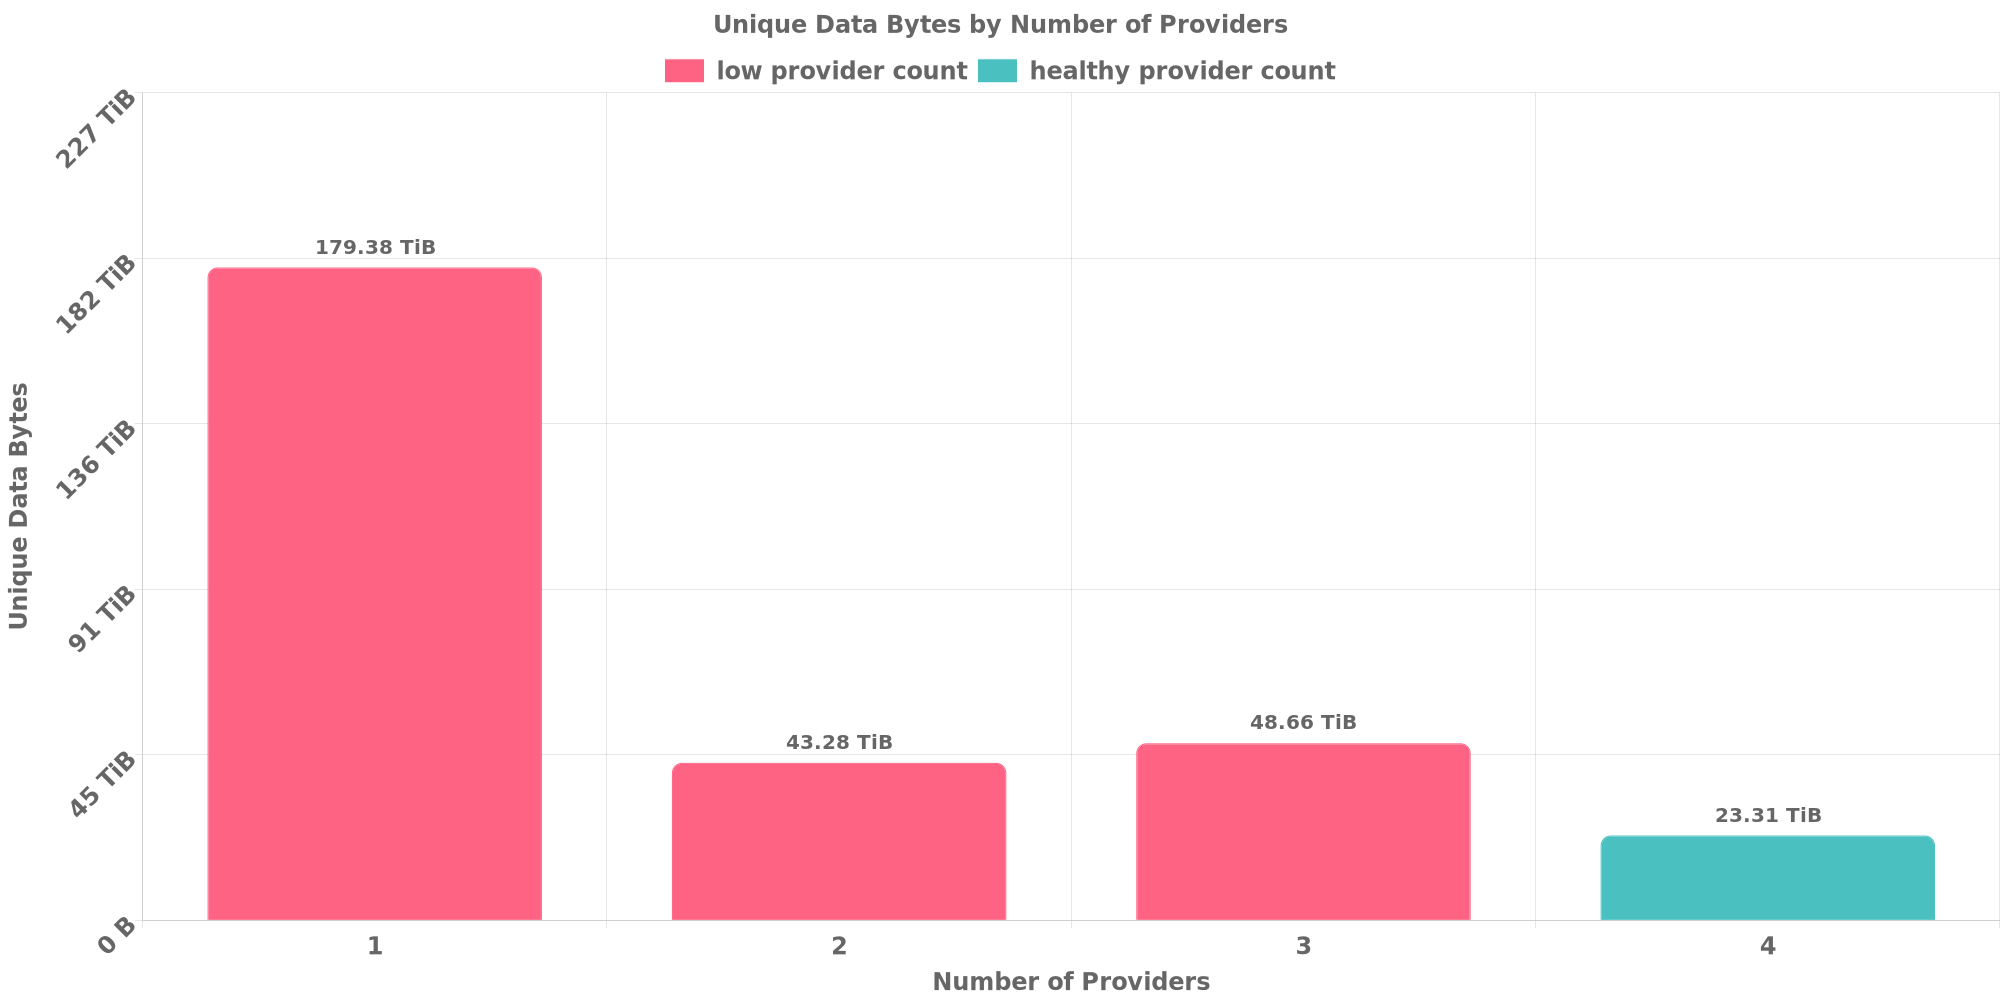 Unique Data Bytes by Number of Providers
low provider count healthy provider count
227 TiB
182 TiB
136 TiB
91 TiB
45 TiB
0 B
Unique Data Bytes
179.38 TiB
43.28 TiB
48.66 TiB
23.31 TiB
1 2 3 4
Number of Providers